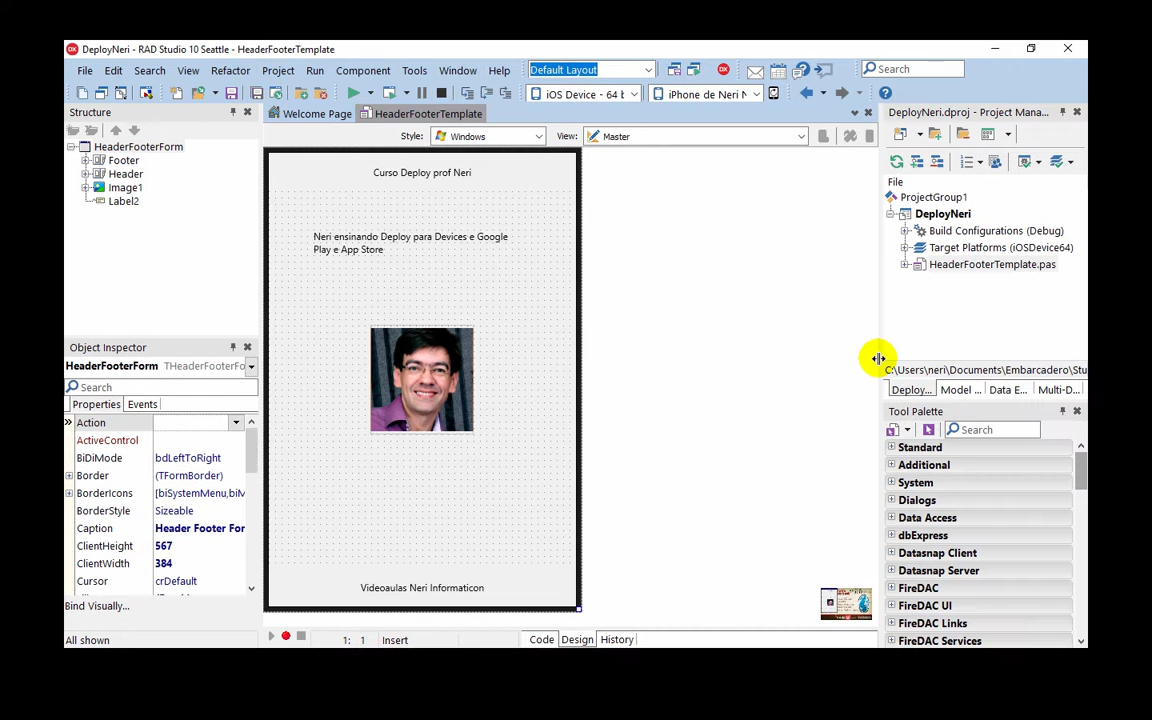 DeployNeri - RAD Studio 10 Seattle - HeaderFooterTemplate
File Edit Search View Refactor Project Run Component Tools Window Help
Default Layout
Search
iOS Device - 64 b
iPhone de Neri N
Structure
Welcome Page
HeaderFooterTemplate
DeployNeri.dproj - Project Mana...
Style: Windows
View: Master
HeaderFooterForm
Footer
Header
Image1
Label2
Curso Deploy prof Neri
Neri ensinando Deploy para Devices e Google
Play e App Store
Videoaulas Neri Informaticon
File
ProjectGroup1
DeployNeri
Build Configurations (Debug)
Target Platforms (iOSDevice64)
HeaderFooterTemplate.pas
C:\Users\neri\Documents\Embarcadero\Stu
Deploy... Model ... Data E... Multi-D...
Object Inspector
HeaderFooterForm THeaderFooterFo
Search
Properties Events
Action
ActiveControl
BiDiMode bdLeftToRight
Border (TFormBorder)
BorderIcons [biSystemMenu,biM
BorderStyle Sizeable
Caption Header Footer For
ClientHeight 567
ClientWidth 384
Cursor crDefault
Bind Visually...
All shown
1: 1 Insert
Code Design History
Tool Palette
Search
Standard
Additional
System
Dialogs
Data Access
dbExpress
Datasnap Client
Datasnap Server
FireDAC
FireDAC UI
FireDAC Links
FireDAC Services